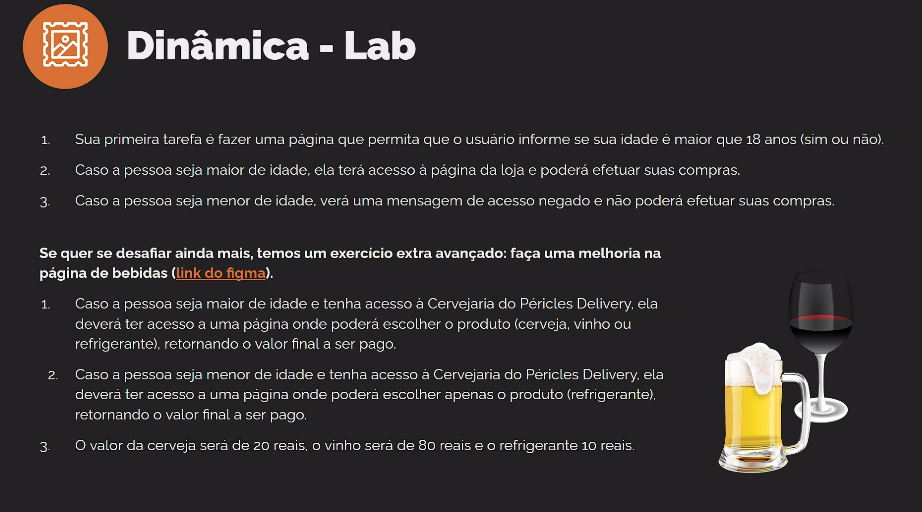 Dinâmica - Lab
1. Sua primeira tarefa é fazer uma página que permita que o usuário informe se sua idade é maior que 18 anos (sim ou não).
2. Caso a pessoa seja maior de idade, ela terá acesso à página da loja e poderá efetuar suas compras.
3. Caso a pessoa seja menor de idade, verá uma mensagem de acesso negado e não poderá efetuar suas compras.
Se quer se desafiar ainda mais, temos um exercício extra avançado: faça uma melhoria na
página de bebidas (link do figma).
1. Caso a pessoa seja maior de idade e tenha acesso à Cervejaria do Péricles Delivery, ela
deverá ter acesso a uma página onde poderá escolher o produto (cerveja, vinho ou
refrigerante), retornando o valor final a ser pago.
2. Caso a pessoa seja menor de idade e tenha acesso à Cervejaria do Péricles Delivery, ela
deverá ter acesso a uma página onde poderá escolher apenas o produto (refrigerante),
retornando o valor final a ser pago.
3. O valor da cerveja será de 20 reais, o vinho será de 80 reais e o refrigerante 10 reais.